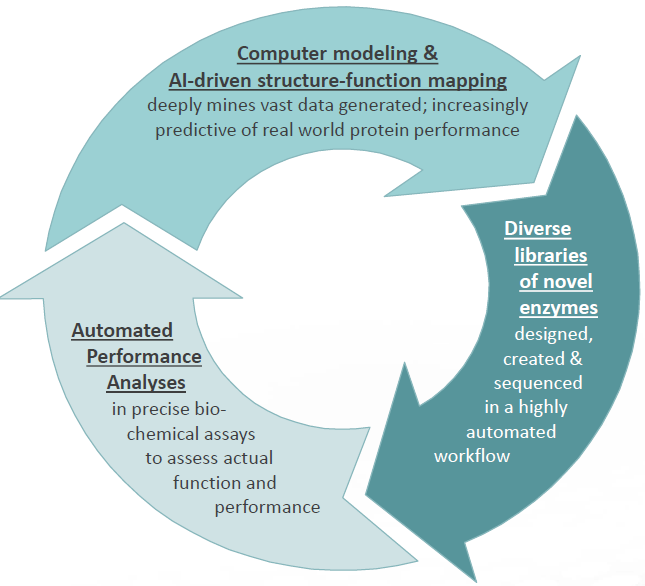 Computer modeling &
AI-driven structure-function mapping
deeply mines vast data generated; increasingly
predictive of real world protein performance
Diverse
libraries
of novel
enzymes
designed,
created &
sequenced
in a highly
automated
workflow
Automated
Performance
Analyses
in precise bio-
chemical assays
to assess actual
function and
performance